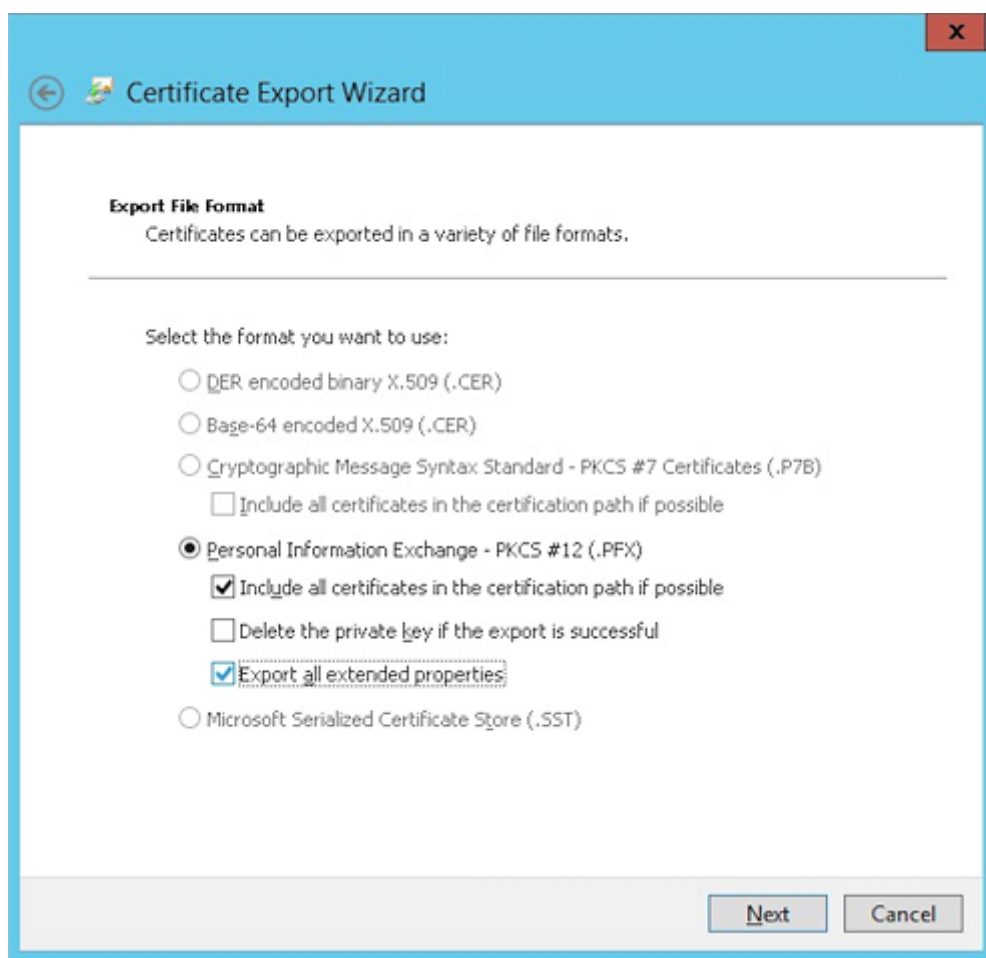 x
Certificate Export Wizard
Export File Format
Certificates can be exported in a variety of file formats.
Select the format you want to use:
DER encoded binary X.509 (.CER)
Base-64 encoded X.509 (.CER)
Cryptographic Message Syntax Standard - PKCS #7 Certificates (.P7B)
Include all certificates in the certification path if possible
Personal Information Exchange - PKCS #12 (.PFX)
Include all certificates in the certification path if possible
Delete the private key if the export is successful
Export all extended properties
Microsoft Serialized Certificate Store (.SST)
Next Cancel